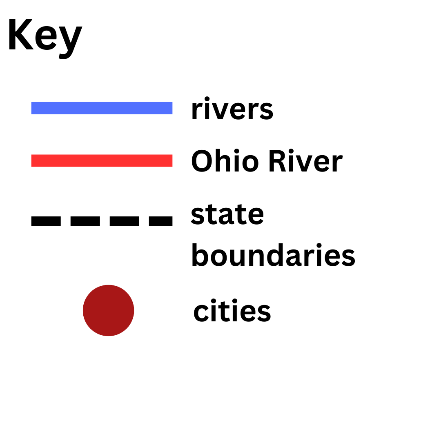 Key
rivers
Ohio River
state
boundaries
cities